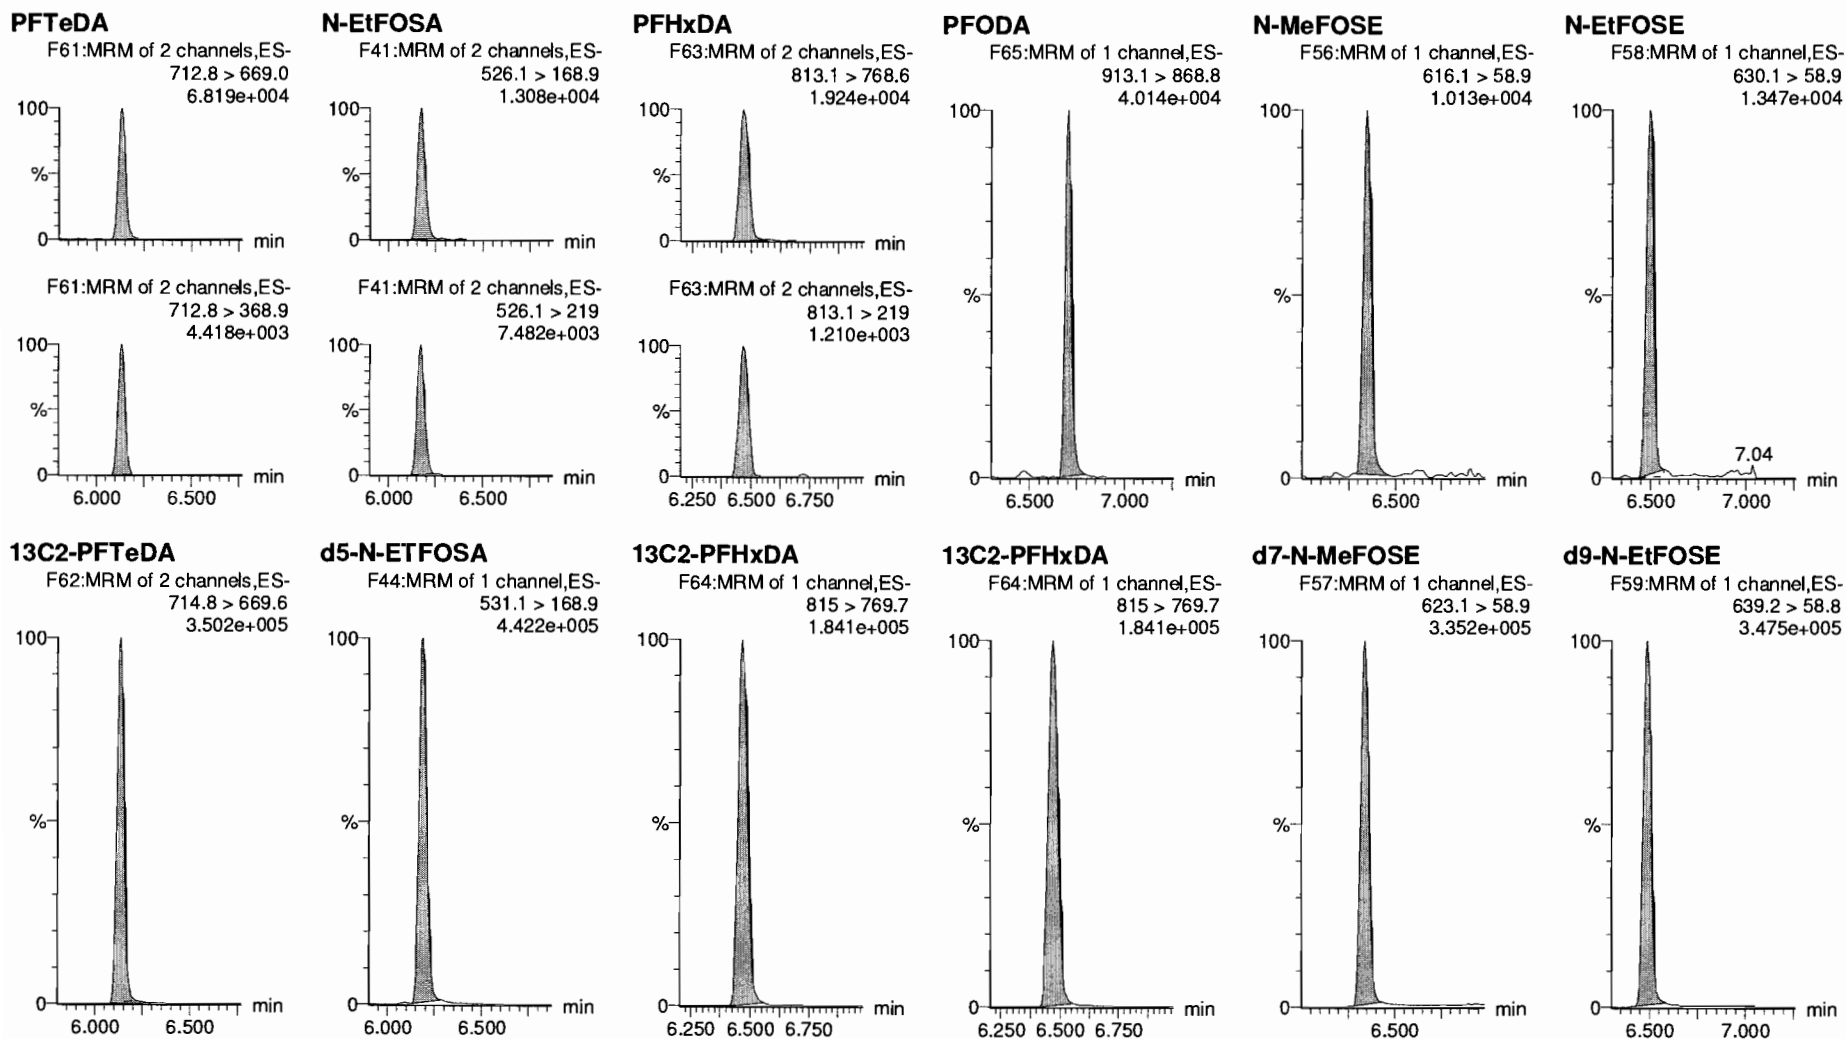 PFTeDA
F61:MRM of 2 channels,ES-
712.8 > 669.0
6.819e+004
100
%
0
min
F61:MRM of 2 channels,ES-
712.8 > 368.9
4.418e+003
100
%
0
6.000 6.500
min
N-EtFOSA
F41:MRM of 2 channels,ES-
526.1 > 168.9
1.308e+004
100
%
0
min
F41:MRM of 2 channels,ES-
526.1 > 219
7.482e+003
100
%
0
6.000 6.500
min
PFHxDA
F63:MRM of 2 channels,ES-
813.1 > 768.6
1.924e+004
100
%
0
min
F63:MRM of 2 channels,ES-
813.1 > 219
1.210e+003
100
%
0
6.250 6.500 6.750
min
PFODA
F65:MRM of 1 channel,ES-
913.1 > 868.8
4.014e+004
100
%
0
6.500 7.000
min
N-MeFOSE
F56:MRM of 1 channel,ES-
616.1 > 58.9
1.013e+004
100
%
0
6.500
min
N-EtFOSE
F58:MRM of 1 channel,ES-
630.1 > 58.9
1.347e+004
100
%
7.04
0
6.500 7.000
min
13C2-PFTeDA
F62:MRM of 2 channels,ES-
714.8 > 669.6
3.502e+005
100
%
0
6.000 6.500
min
d5-N-ETFOSA
F44:MRM of 1 channel,ES-
531.1 > 168.9
4.422e+005
100
%
0
6.000 6.500
min
13C2-PFHxDA
F64:MRM of 1 channel,ES-
815 > 769.7
1.841e+005
100
%
0
6.250 6.500 6.750
min
13C2-PFHxDA
F64:MRM of 1 channel,ES-
815 > 769.7
1.841e+005
100
%
0
6.250 6.500 6.750
min
d7-N-MeFOSE
F57:MRM of 1 channel,ES-
623.1 > 58.9
3.352e+005
100
%
0
6.500
min
d9-N-EtFOSE
F59:MRM of 1 channel,ES-
639.2 > 58.8
3.475e+005
100
%
0
6.500 7.000
min